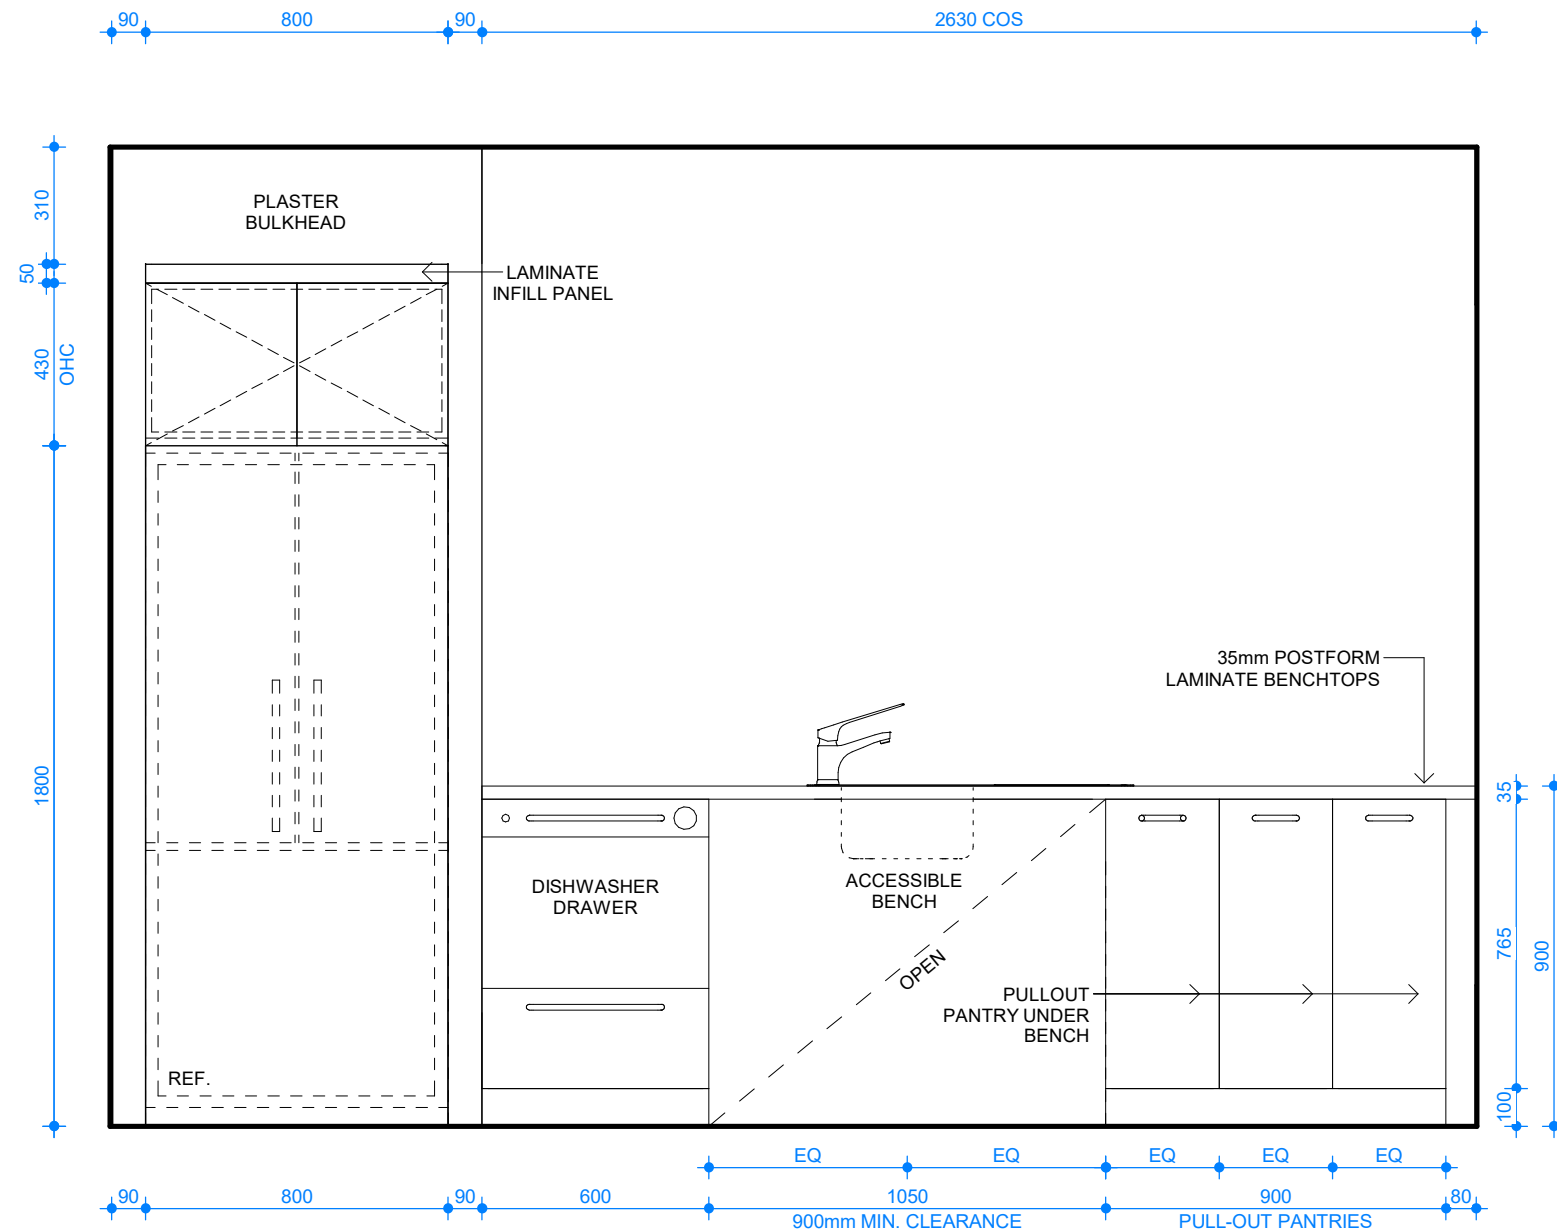 90
800
90
2630 COS
310
50
430
OHC
1800
PLASTER
BULKHEAD
LAMINATE
INFILL PANEL
35mm POSTFORM
LAMINATE BENCHTOPS
DISHWASHER
DRAWER
ACCESSIBLE
BENCH
OPEN
PULLOUT
PANTRY UNDER
BENCH
REF.
35
765
100
900
EQ
EQ
EQ
EQ
EQ
90
800
90
600
1050
900
80
900mm MIN. CLEARANCE
PULL-OUT PANTRIES